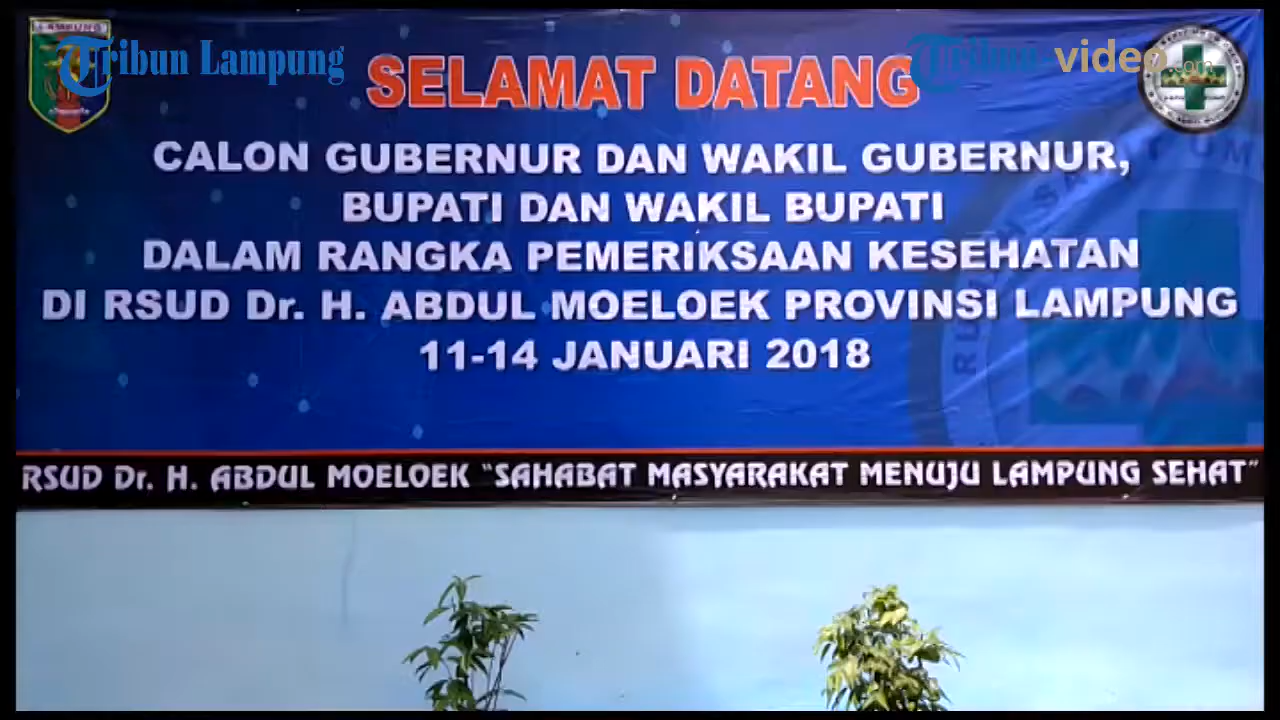 LAMPUNG
Tribun Lampung
Tribun video.com
SELAMAT DATANG
CALON GUBERNUR DAN WAKIL GUBERNUR,
BUPATI DAN WAKIL BUPATI
DALAM RANGKA PEMERIKSAAN KESEHATAN
DI RSUD Dr. H. ABDUL MOELOEK PROVINSI LAMPUNG
11-14 JANUARI 2018
RSUD Dr. H. ABDUL MOELOEK "SAHABAT MASYARAKAT MENUJU LAMPUNG SEHAT"